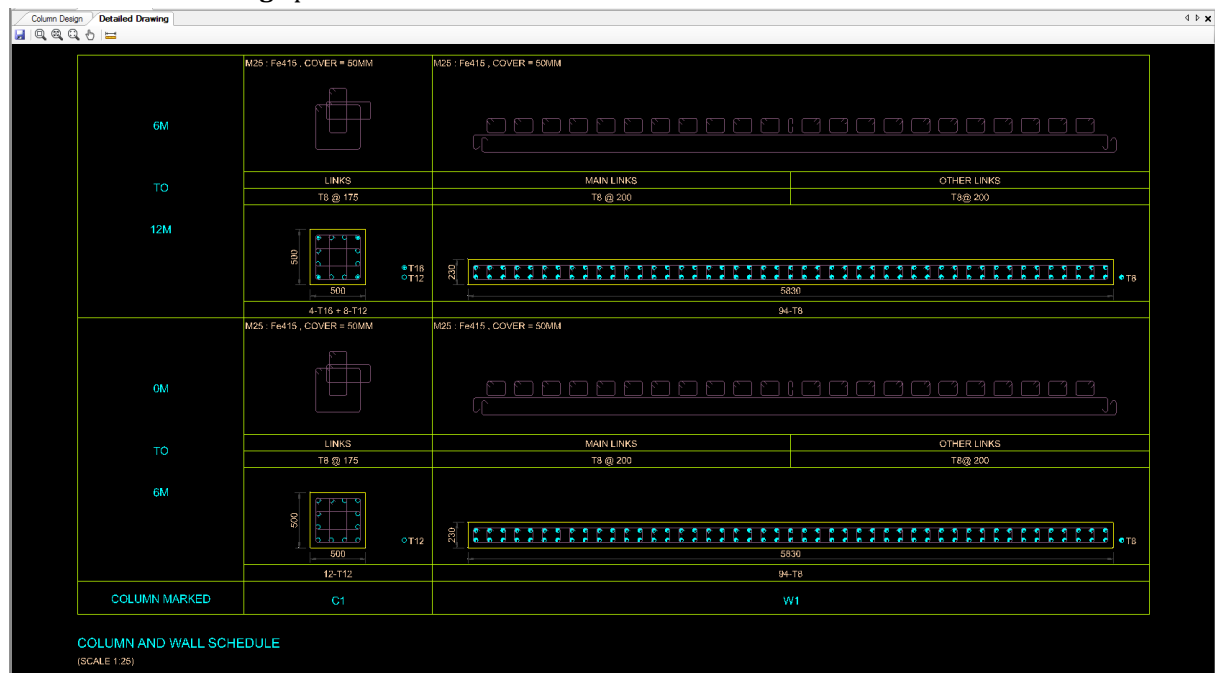 Column Design Detailed Drawing
M25 : Fe415 , COVER = 50MM M25 : Fe415 , COVER = 50MM
6M
TO
12M
LINKS MAIN LINKS OTHER LINKS
T8 @ 175 T8 @ 200 T8@ 200
500
T16
T12
500
230
T8
5830
4-T16 + 8-T12 94-T8
M25 : Fe415 , COVER = 50MM M25 : Fe415 , COVER = 50MM
0M
TO
6M
LINKS MAIN LINKS OTHER LINKS
T8 @ 175 T8 @ 200 T8@ 200
500
T12
500
230
T8
5830
12-T12 94-T8
COLUMN MARKED C1 W1
COLUMN AND WALL SCHEDULE
(SCALE 1:25)